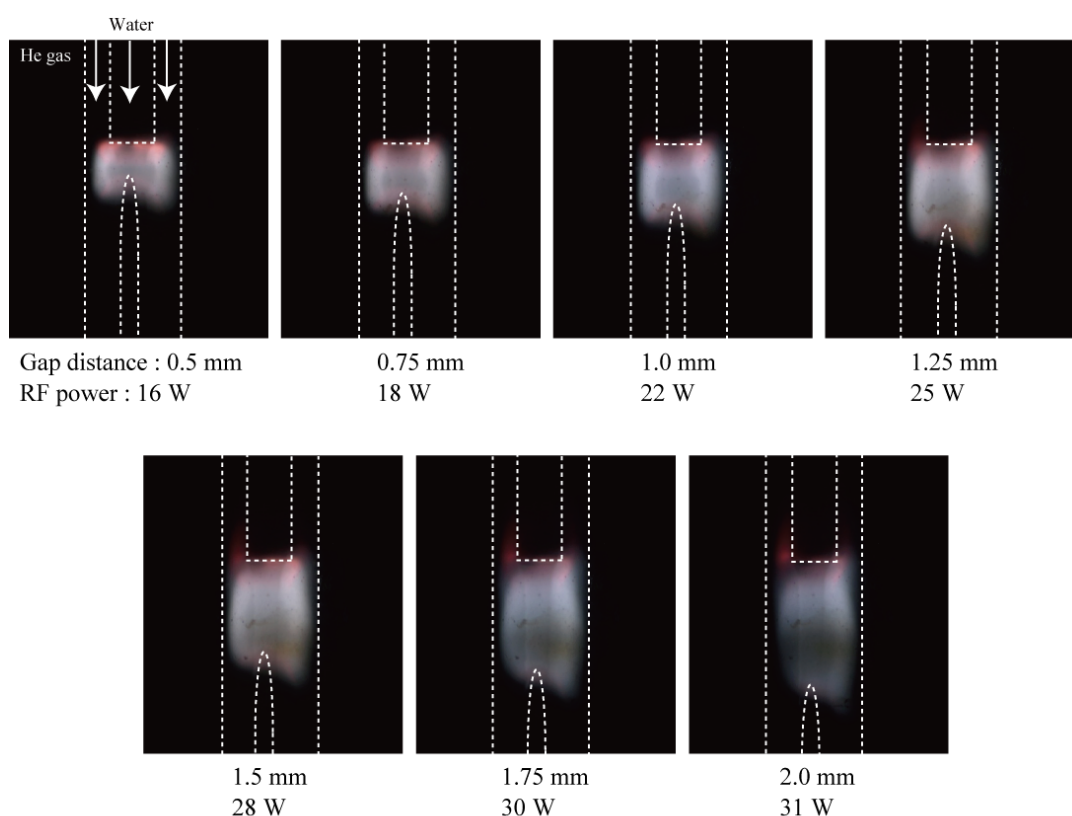 Water
He gas
Gap distance : 0.5 mm
RF power : 16 W
0.75 mm
18 W
1.0 mm
22 W
1.25 mm
25 W
1.5 mm
28 W
1.75 mm
30 W
2.0 mm
31 W